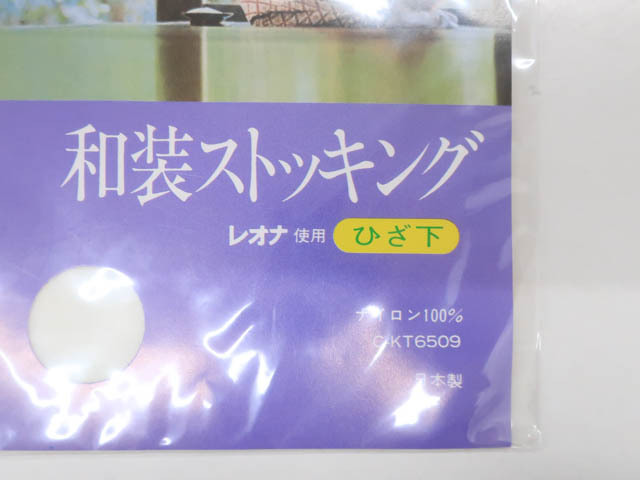 和装ストッキング
レオナ 使用 ひざ下
ナイロン100%
C-KT6509
日本製